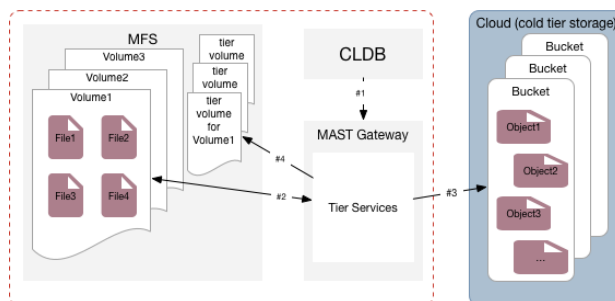 MFS
Volume3
Volume2
Volume1
File1
File2
File3
File4
tier
volume
tier
volume
tier
volume
for
Volume1
CLDB
#1
MAST Gateway
Tier Services
#4
#2
#3
Cloud (cold tier storage)
Bucket
Bucket
Bucket
Object1
Object2
Object3
...